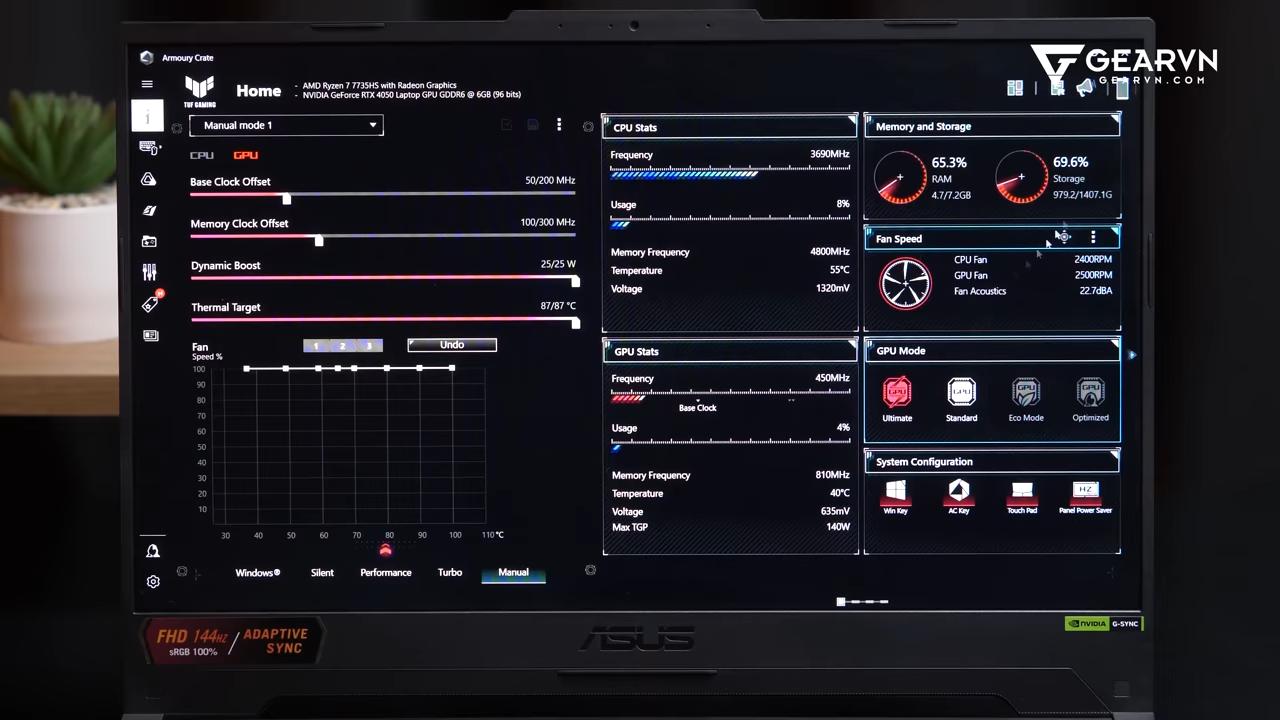 GEARVN
GEARVN.COM
Armoury Crate
TUF GAMING
Home
- AMD Ryzen 7 7735HS with Radeon Graphics
- NVIDIA GeForce RTX 4050 Laptop GPU GDDR6 @ 6GB (96 bits)
Manual mode 1
CPU GPU
Base Clock Offset 50/200 MHz
Memory Clock Offset 100/300 MHz
Dynamic Boost 25/25 W
Thermal Target 87/87 °C
Fan
Speed %
1 2 3
Undo
100
90
80
70
60
50
40
30
20
10
30 40 50 60 70 80 90 100 110 °C
Windows® Silent Performance Turbo Manual
CPU Stats
Frequency 3690MHz
Usage 8%
Memory Frequency 4800MHz
Temperature 55°C
Voltage 1320mV
GPU Stats
Frequency 450MHz
Base Clock
Usage 4%
Memory Frequency 810MHz
Temperature 40°C
Voltage 635mV
Max TGP 140W
Memory and Storage
65.3%
RAM
4.7/7.2GB
69.6%
Storage
979.2/1407.1G
Fan Speed
CPU Fan 2400RPM
GPU Fan 2500RPM
Fan Acoustics 22.7dBA
GPU Mode
GPU GPU GPU GPU
Ultimate Standard Eco Mode Optimized
System Configuration
HZ
Win Key AC Key Touch Pad Panel Power Saver
FHD 144HZ
sRGB 100%
ADAPTIVE
SYNC
ASUS
NVIDIA G-SYNC